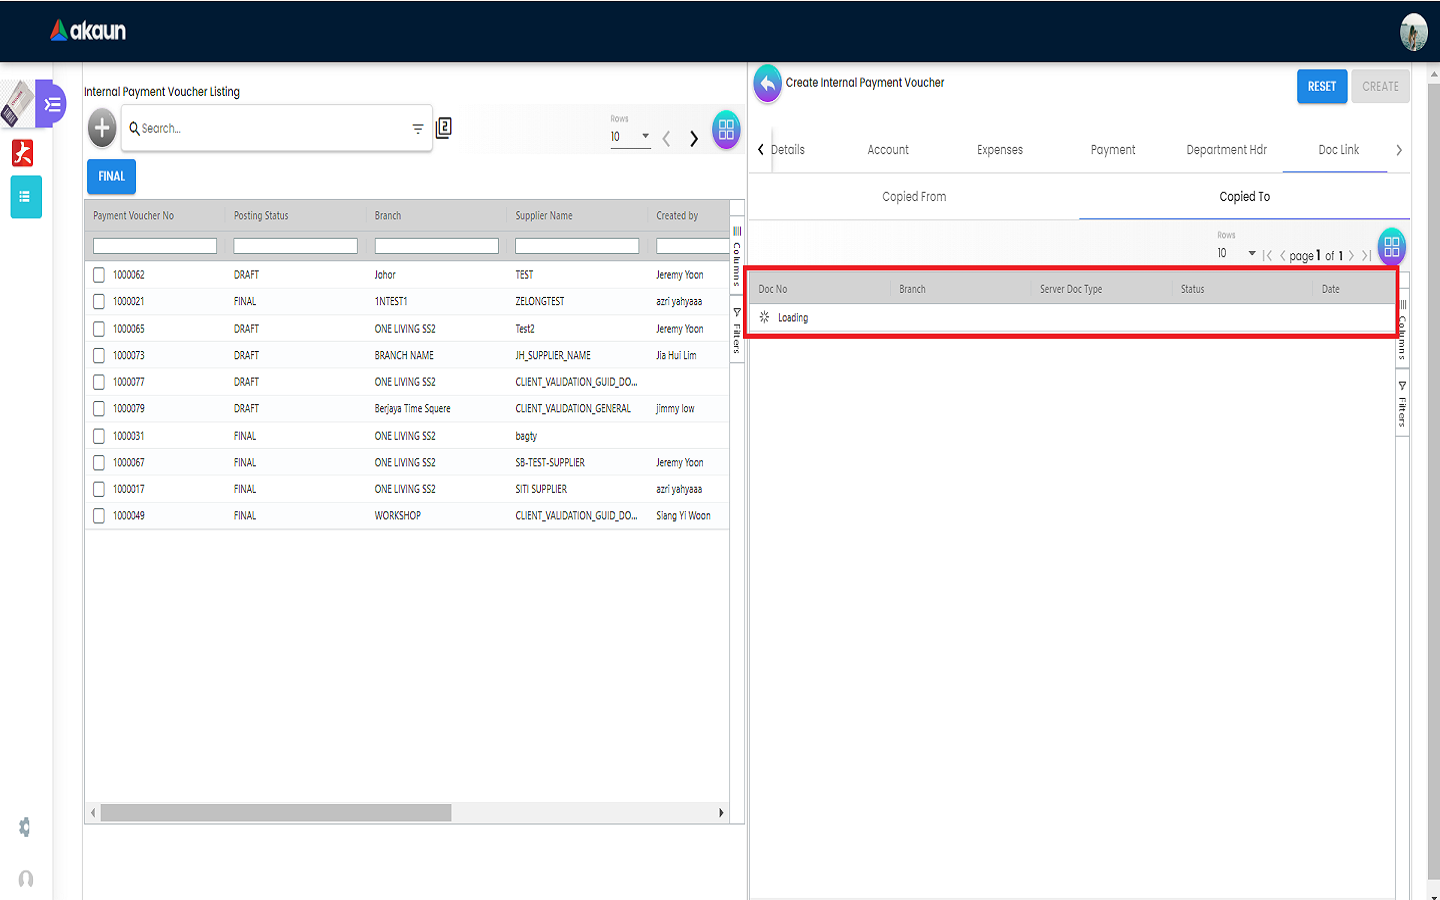 akaun
Internal Payment Voucher Listing
Search...
2
Rows
10
FINAL
Payment Voucher No Posting Status Branch Supplier Name Created by
1000062 DRAFT Johor TEST Jeremy Yoon
1000021 FINAL 1NTEST1 ZELONGTEST azri yahyaaa
1000065 DRAFT ONE LIVING SS2 Test2 Jeremy Yoon
1000073 DRAFT BRANCH NAME JH_SUPPLIER_NAME Jia Hui Lim
1000077 DRAFT ONE LIVING SS2 CLIENT_VALIDATION_GUID_DO...
1000079 DRAFT Berjaya Time Squere CLIENT_VALIDATION_GENERAL jimmy low
1000031 FINAL ONE LIVING SS2 bagty
1000067 FINAL ONE LIVING SS2 SB-TEST-SUPPLIER Jeremy Yoon
1000017 FINAL ONE LIVING SS2 SITI SUPPLIER azri yahyaaa
1000049 FINAL WORKSHOP CLIENT_VALIDATION_GUID_DO... Siang Yi Woon
Columns
Filters
Create Internal Payment Voucher
RESET
CREATE
Details Account Expenses Payment Department Hdr Doc Link
Copied From Copied To
Rows
10
page 1 of 1
Doc No Branch Server Doc Type Status Date
Loading
Columns
Filters